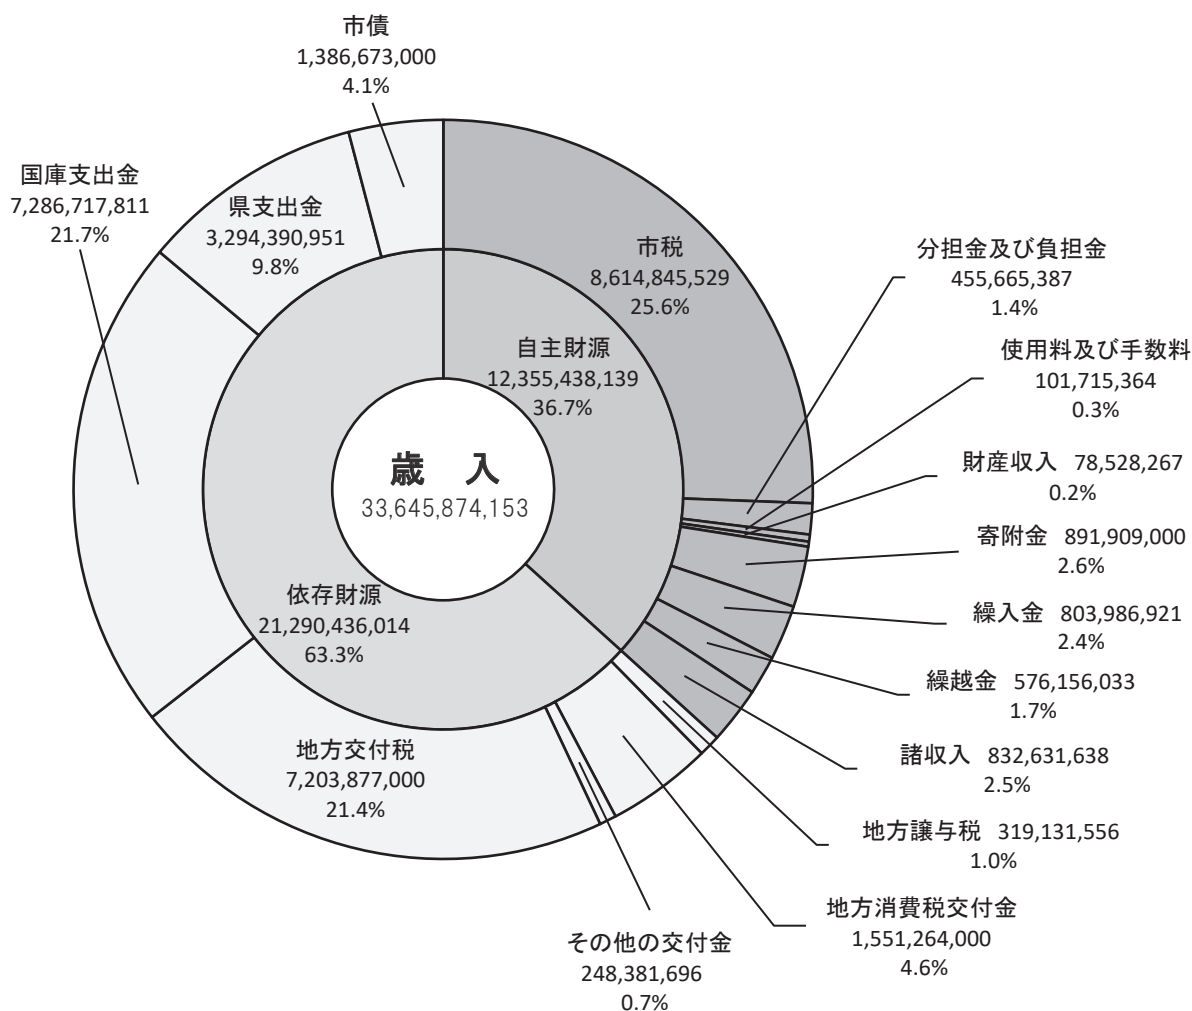 市債
1,386,673,000
4.1%
国庫支出金
7,286,717,811
21.7%
県支出金
3,294,390,951
9.8%
市税
8,614,845,529
25.6%
分担金及び負担金
455,665,387
1.4%
使用料及び手数料
101,715,364
0.3%
財産収入 78,528,267
0.2%
寄附金 891,909,000
2.6%
繰入金 803,986,921
2.4%
繰越金 576,156,033
1.7%
諸収入 832,631,638
2.5%
地方譲与税 319,131,556
1.0%
地方消費税交付金
1,551,264,000
4.6%
その他の交付金
248,381,696
0.7%
地方交付税
7,203,877,000
21.4%
自主財源
12,355,438,139
36.7%
歳 入
33,645,874,153
依存財源
21,290,436,014
63.3%